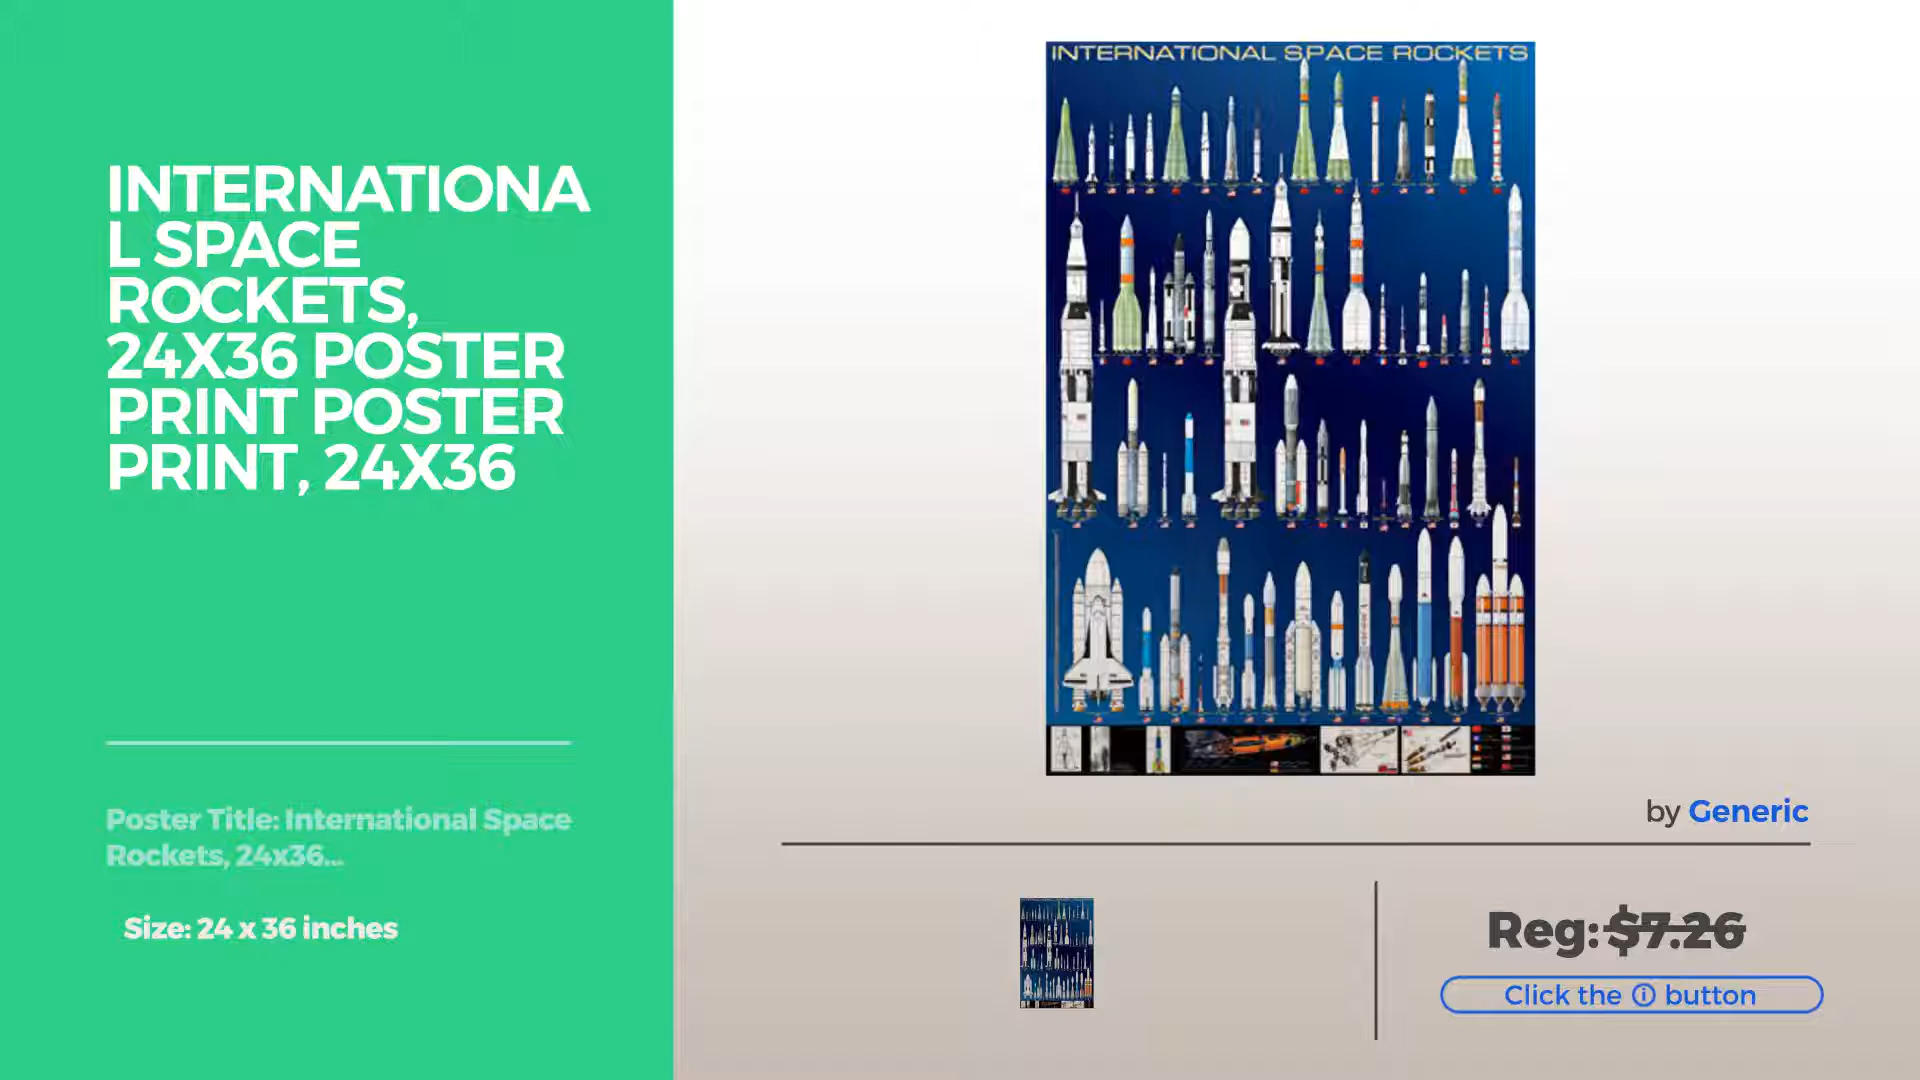 INTERNATIONA
L SPACE
ROCKETS,
24X36 POSTER
PRINT POSTER
PRINT, 24X36
Poster Title: International Space
Rockets, 24x36...
Size: 24 x 36 inches
INTERNATIONAL SPACE ROCKETS
by Generic
Reg: $7.26
Click the ⓘ button